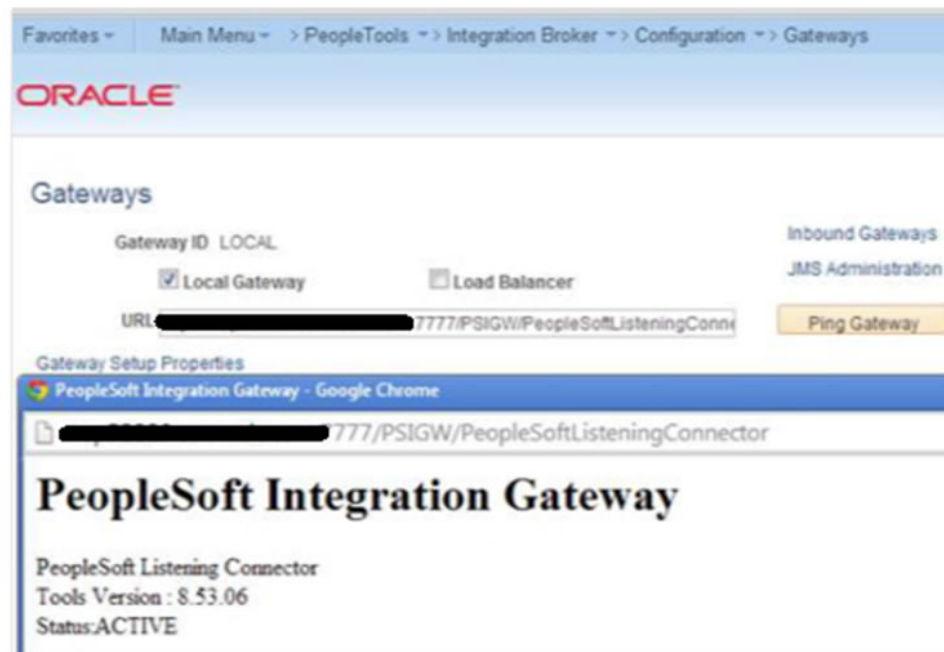 Favorites Main Menu > PeopleTools > Integration Broker > Configuration > Gateways
ORACLE
Gateways
Gateway ID LOCAL
Inbound Gateways
Local Gateway Load Balancer
JMS Administration
URL 7777/PSIGW/PeopleSoftListeningConne
Ping Gateway
Gateway Setup Properties
PeopleSoft Integration Gateway - Google Chrome
7777/PSIGW/PeopleSoftListeningConnector
PeopleSoft Integration Gateway
PeopleSoft Listening Connector
Tools Version : 8.53.06
Status:ACTIVE